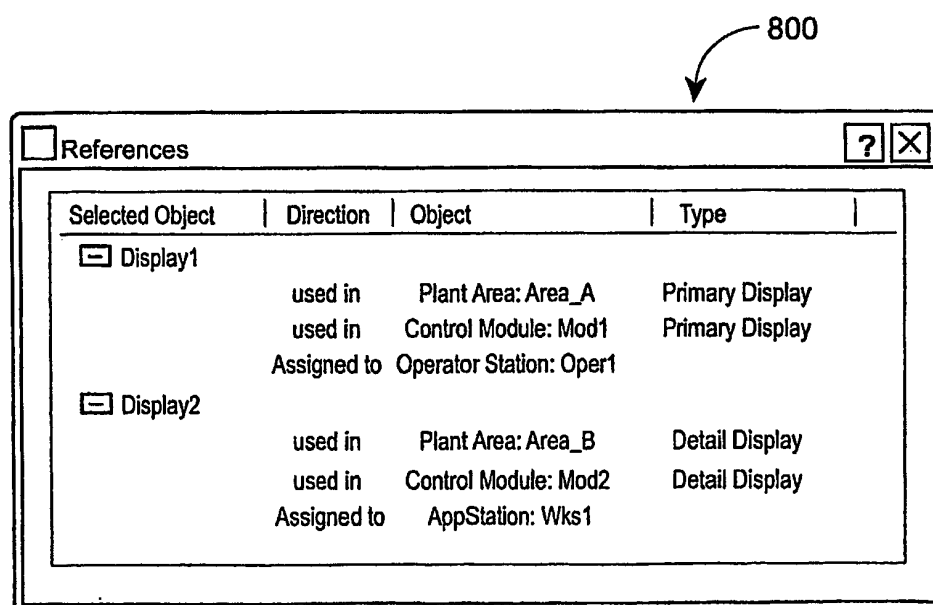 800
References ?
Selected Object Direction Object Type
Display1
used in Plant Area: Area_A Primary Display
used in Control Module: Mod1 Primary Display
Assigned to Operator Station: Oper1
Display2
used in Plant Area: Area_B Detail Display
used in Control Module: Mod2 Detail Display
Assigned to AppStation: Wks1